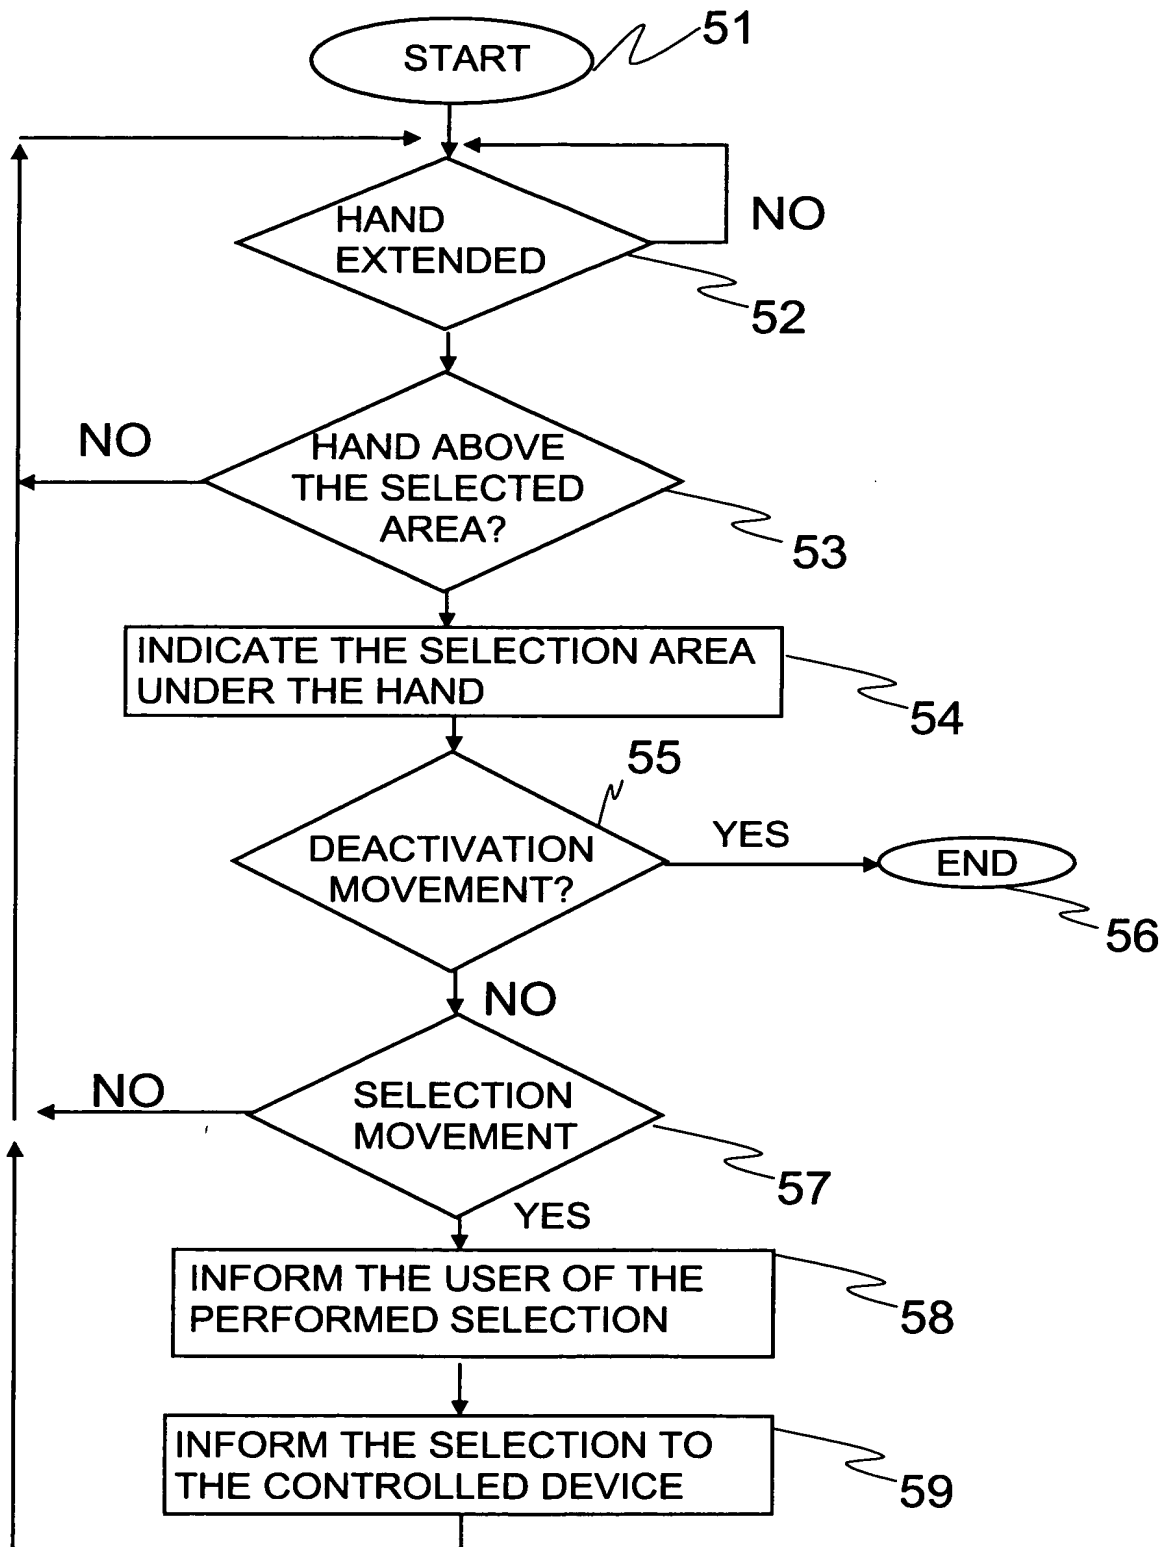 START
51
HAND
EXTENDED
NO
52
NO
HAND ABOVE
THE SELECTED
AREA?
53
INDICATE THE SELECTION AREA
UNDER THE HAND
54
55
DEACTIVATION
MOVEMENT?
YES
END
56
NO
NO
SELECTION
MOVEMENT
57
YES
INFORM THE USER OF THE
PERFORMED SELECTION
58
INFORM THE SELECTION TO
THE CONTROLLED DEVICE
59